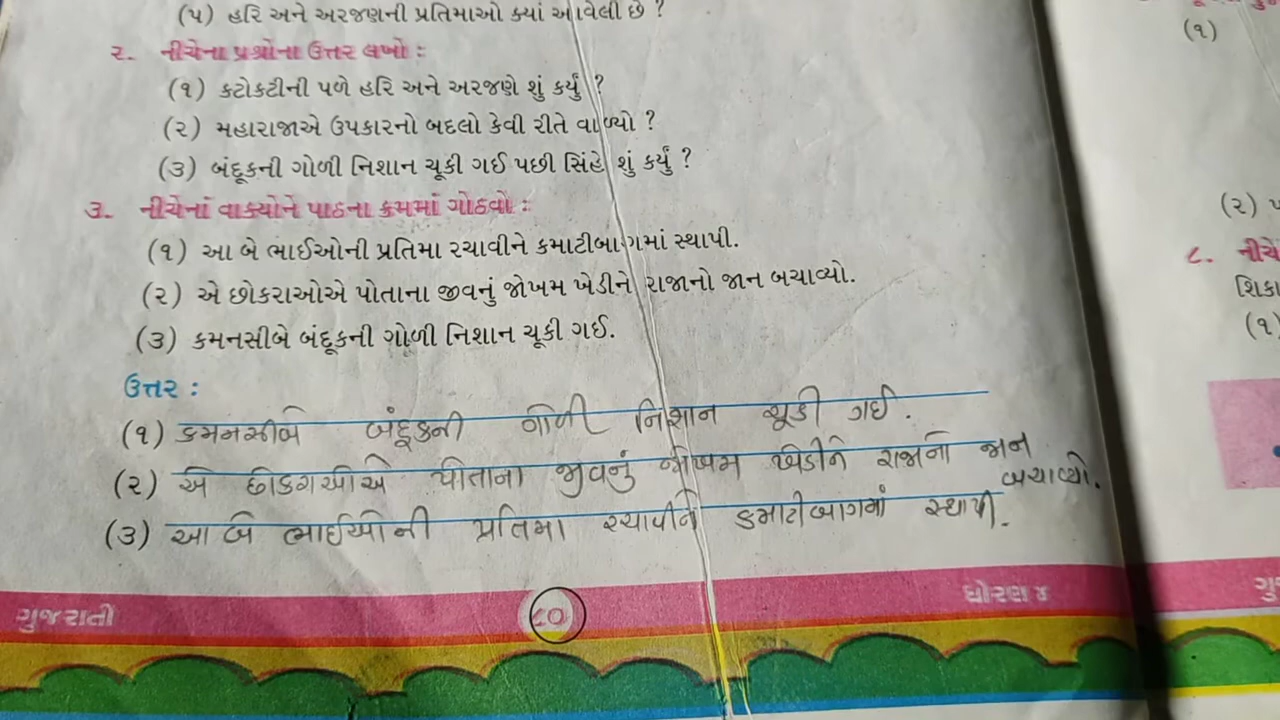 (૫) હરિ અને અરજણની પ્રતિમાઓ ક્યાં આવેલી છે ?
૨. નીચેના પ્રશ્નોના ઉત્તર લખો :
(૧) કટોકટીની પળે હરિ અને અરજણે શું કર્યું ?
(૨) મહારાજાએ ઉપકારનો બદલો કેવી રીતે વાળ્યો ?
(૩) બંદૂકની ગોળી નિશાન ચૂકી ગઈ પછી સિંહે શું કર્યું ?
૩. નીચેનાં વાક્યોને પાઠના ક્રમમાં ગોઠવો :
(૧) આ બે ભાઈઓની પ્રતિમા રચાવીને કમાટીબાગમાં સ્થાપી.
(૨) એ છોકરાઓએ પોતાના જીવનું જોખમ ખેડીને રાજાનો જાન બચાવ્યો.
(૩) કમનસીબે બંદૂકની ગોળી નિશાન ચૂકી ગઈ.
ઉત્તર :
(૧) કમનસીબે બંદૂકની ગોળી નિશાન ચૂકી ગઈ.
(૨) એ છોકરાઓએ પોતાના જીવનું જોખમ ખેડીને રાજાનો જાન
બચાવ્યો.
(૩) આ બે ભાઈઓની પ્રતિમા રચાવીને કમાટીબાગમાં સ્થાપી.
ગુજરાતી ૮૦ ધોરણ ૪
(૧)
(૨)
૮. નીચે
શિકા
(૧)
ગુ